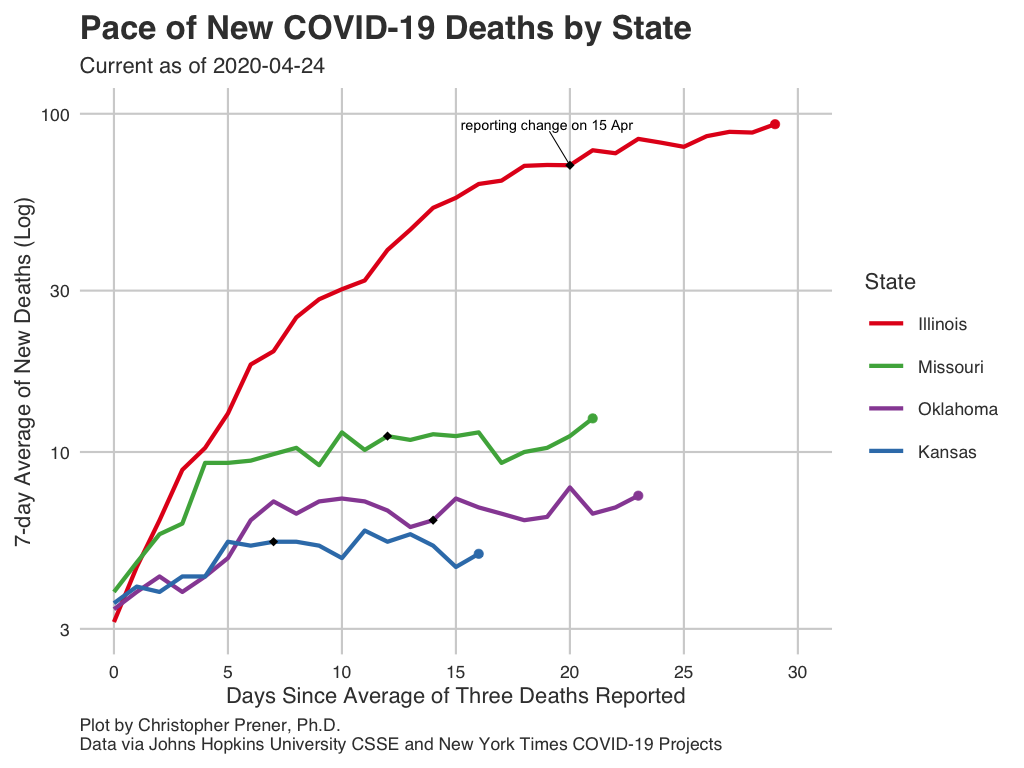 Pace of New COVID-19 Deaths by State
Current as of 2020-04-24
7-day Average of New Deaths (Log)
100
30
10
3
reporting change on 15 Apr
0 5 10 15 20 25 30
Days Since Average of Three Deaths Reported
State
Illinois
Missouri
Oklahoma
Kansas
Plot by Christopher Prener, Ph.D.
Data via Johns Hopkins University CSSE and New York Times COVID-19 Projects